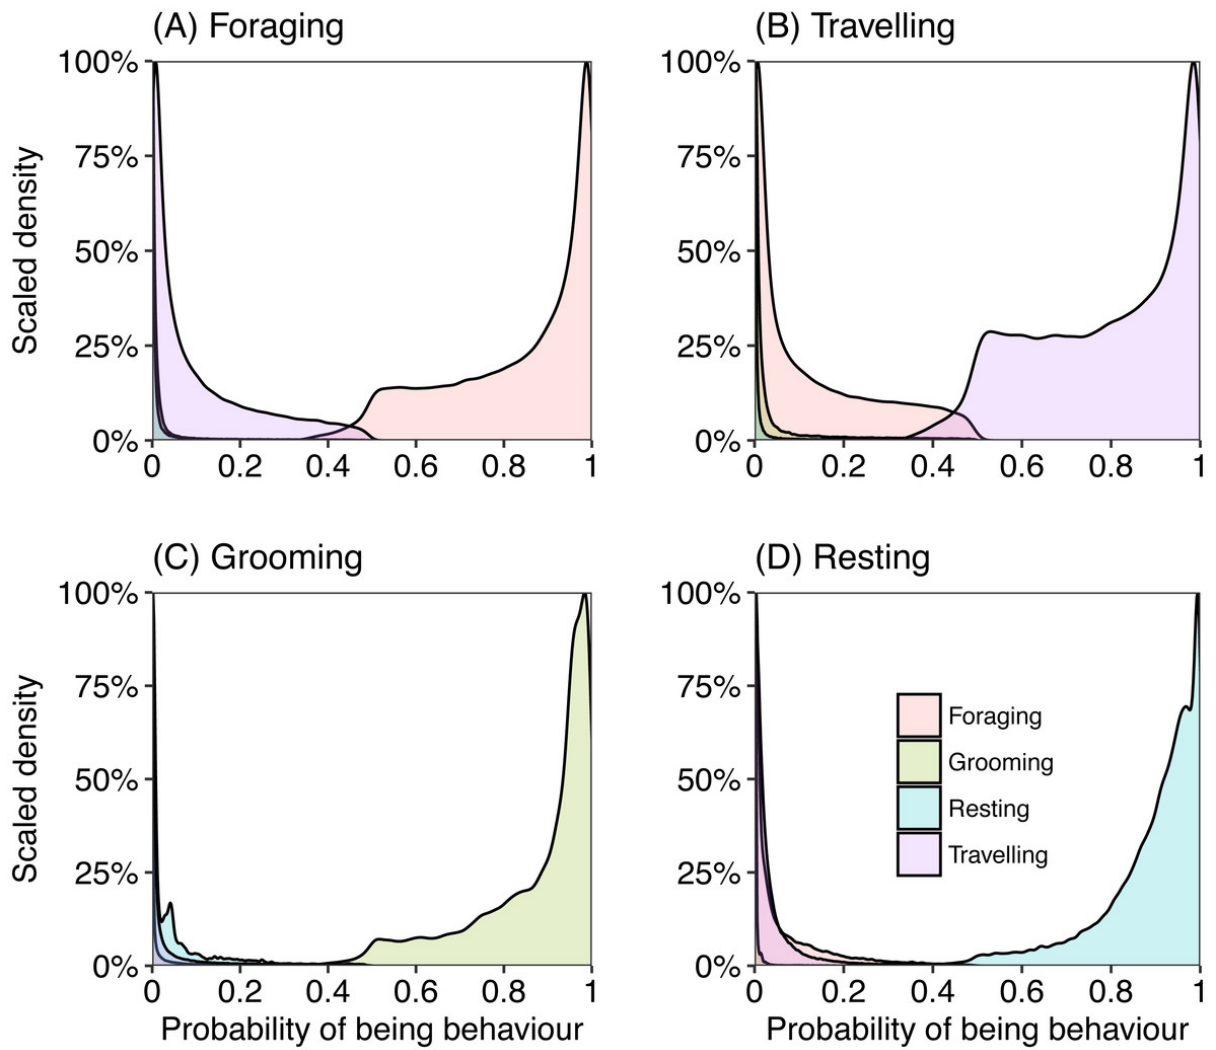 (A) Foraging
(B) Travelling
Scaled density
100%
75%
50%
25%
0%
0 0.2 0.4 0.6 0.8 1
100%
75%
50%
25%
0%
0 0.2 0.4 0.6 0.8 1
(C) Grooming
(D) Resting
Scaled density
100%
75%
50%
25%
0%
0 0.2 0.4 0.6 0.8 1
Probability of being behaviour
100%
75%
50%
25%
0%
Foraging
Grooming
Resting
Travelling
0 0.2 0.4 0.6 0.8 1
Probability of being behaviour